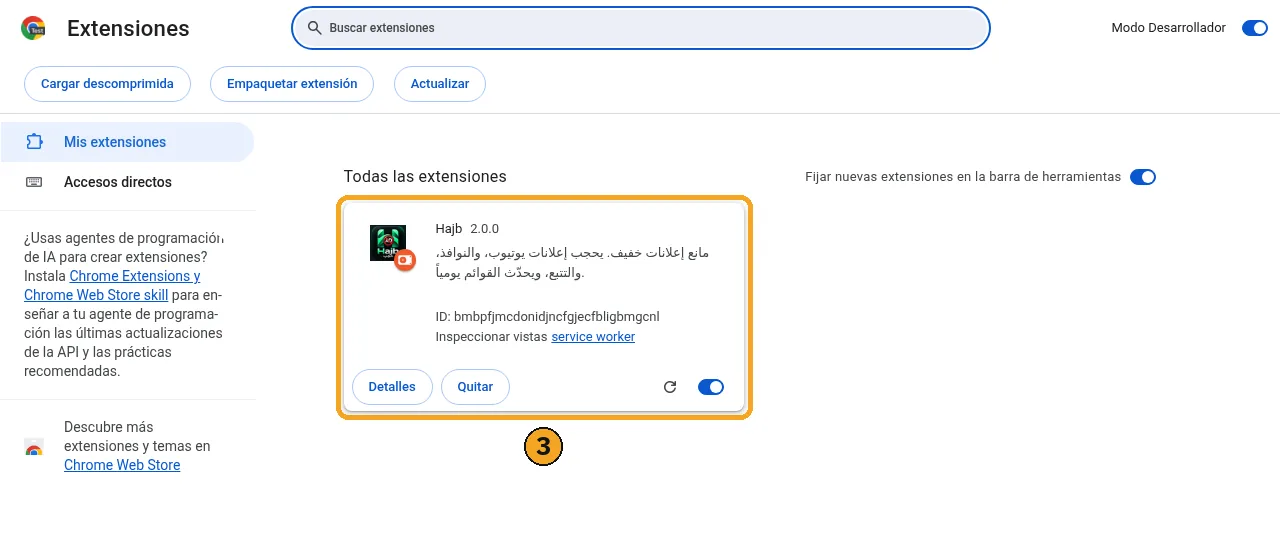 Extensiones
Buscar extensiones
Modo Desarrollador
Cargar descomprimida
Empaquetar extensión
Actualizar
Mis extensiones
Accesos directos
¿Usas agentes de programación
de IA para crear extensiones?
Instala Chrome Extensions y
Chrome Web Store skill para en-
señar a tu agente de programa-
ción las últimas actualizaciones
de la API y las prácticas
recomendadas.
Descubre más
extensiones y temas en
Chrome Web Store
Todas las extensiones
Fijar nuevas extensiones en la barra de herramientas
Hajb
Hajb 2.0.0
مانع إعلانات خفيف. يحجب إعلانات يوتيوب، والنوافذ،
والتتبع، ويحدّث القوائم يومياً.
ID: bmbpfjmcdonidjncfgjecfbligbmgcnl
Inspeccionar vistas service worker
Detalles
Quitar
3